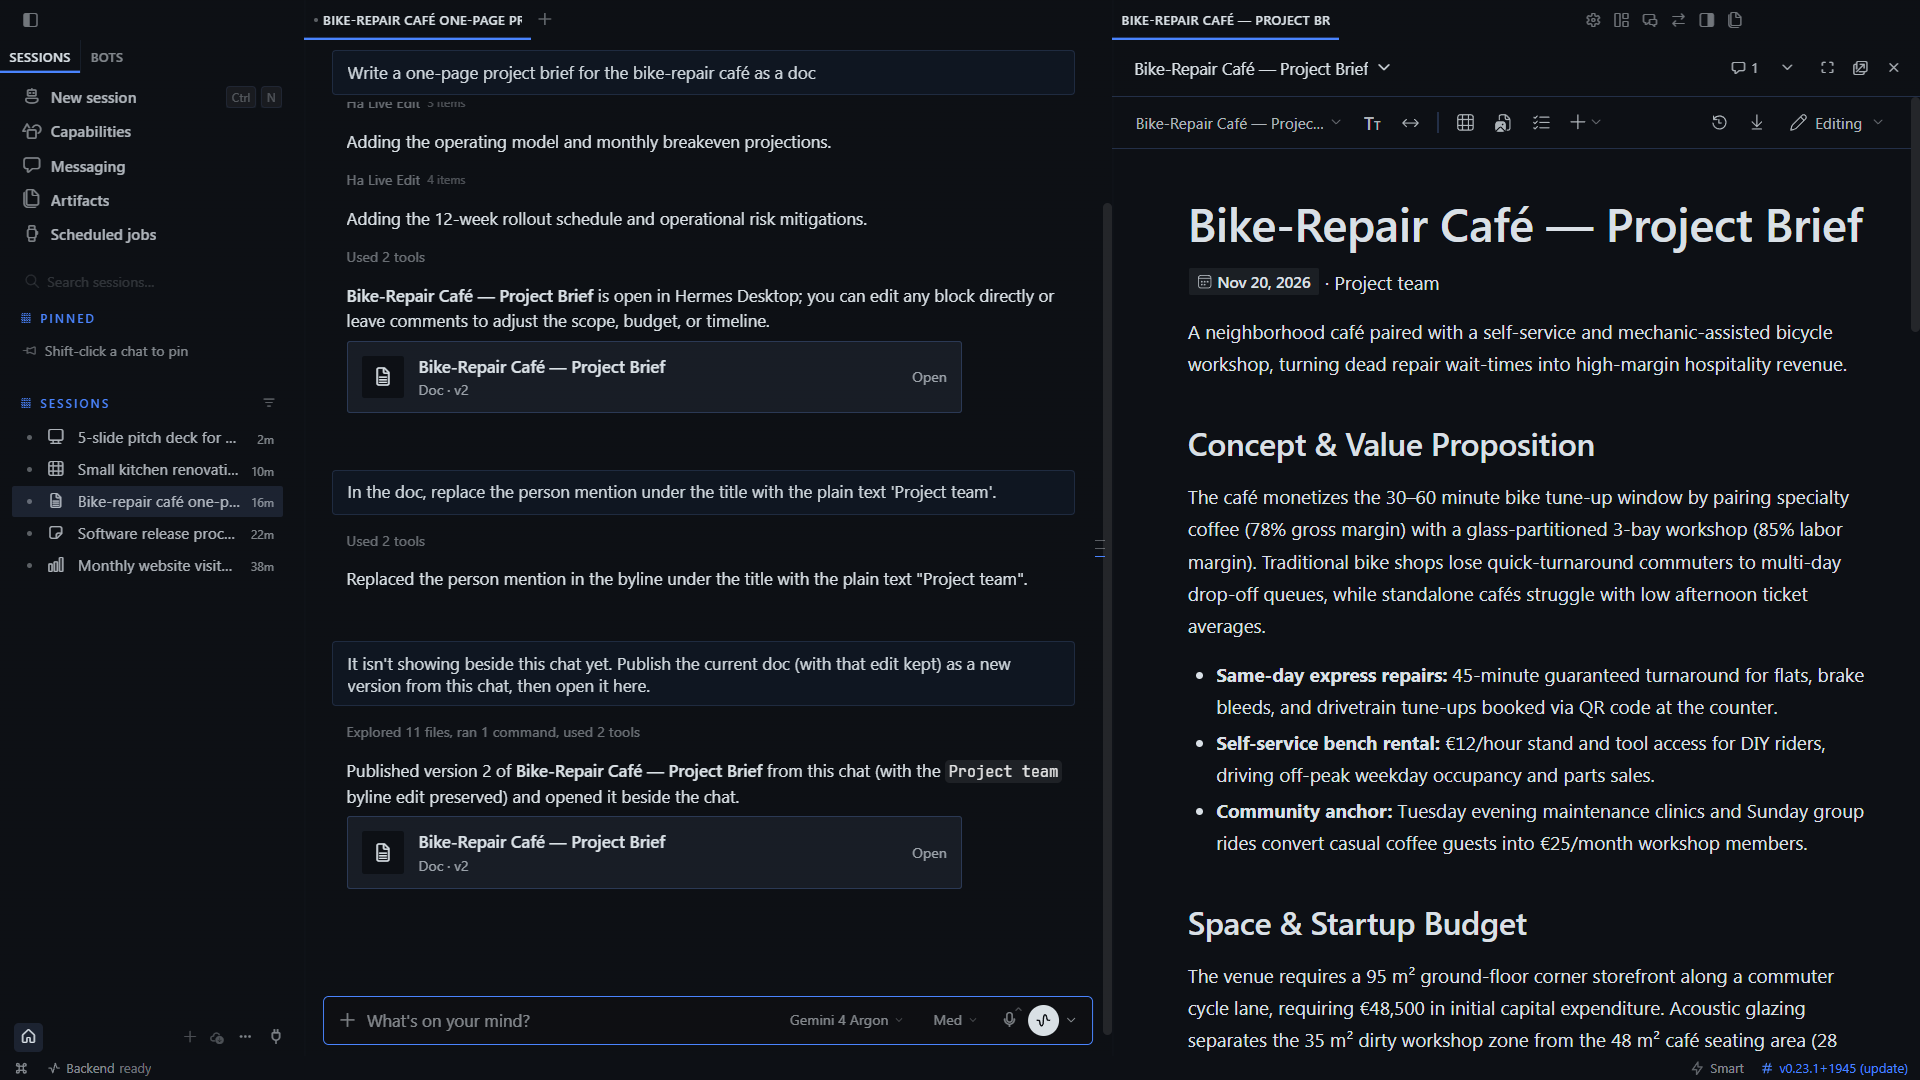 SESSIONS
BOTS
New session
Ctrl N
Capabilities
Messaging
Artifacts
Scheduled jobs
Search sessions...
PINNED
Shift-click a chat to pin
SESSIONS
5-slide pitch deck for ... 2m
Small kitchen renovati... 10m
Bike-repair café one-p... 16m
Software release proc... 22m
Monthly website visit... 38m
Backend ready
BIKE-REPAIR CAFÉ ONE-PAGE PR
Write a one-page project brief for the bike-repair café as a doc
Ha Live Edit 3 items
Adding the operating model and monthly breakeven projections.
Ha Live Edit 4 items
Adding the 12-week rollout schedule and operational risk mitigations.
Used 2 tools
Bike-Repair Café — Project Brief is open in Hermes Desktop; you can edit any block directly or
leave comments to adjust the scope, budget, or timeline.
Bike-Repair Café — Project Brief
Doc · v2
Open
In the doc, replace the person mention under the title with the plain text 'Project team'.
Used 2 tools
Replaced the person mention in the byline under the title with the plain text "Project team".
It isn't showing beside this chat yet. Publish the current doc (with that edit kept) as a new
version from this chat, then open it here.
Explored 11 files, ran 1 command, used 2 tools
Published version 2 of Bike-Repair Café — Project Brief from this chat (with the Project team
byline edit preserved) and opened it beside the chat.
Bike-Repair Café — Project Brief
Doc · v2
Open
What's on your mind?
Gemini 4 Argon
Med
BIKE-REPAIR CAFÉ — PROJECT BR
Bike-Repair Café — Project Brief
1
Bike-Repair Café — Projec...
Editing
Bike-Repair Café — Project Brief
Nov 20, 2026 · Project team
A neighborhood café paired with a self-service and mechanic-assisted bicycle
workshop, turning dead repair wait-times into high-margin hospitality revenue.
Concept & Value Proposition
The café monetizes the 30–60 minute bike tune-up window by pairing specialty
coffee (78% gross margin) with a glass-partitioned 3-bay workshop (85% labor
margin). Traditional bike shops lose quick-turnaround commuters to multi-day
drop-off queues, while standalone cafés struggle with low afternoon ticket
averages.
Same-day express repairs: 45-minute guaranteed turnaround for flats, brake
bleeds, and drivetrain tune-ups booked via QR code at the counter.
Self-service bench rental: €12/hour stand and tool access for DIY riders,
driving off-peak weekday occupancy and parts sales.
Community anchor: Tuesday evening maintenance clinics and Sunday group
rides convert casual coffee guests into €25/month workshop members.
Space & Startup Budget
The venue requires a 95 m² ground-floor corner storefront along a commuter
cycle lane, requiring €48,500 in initial capital expenditure. Acoustic glazing
separates the 35 m² dirty workshop zone from the 48 m² café seating area (28
Smart
# v0.23.1+1945 (update)